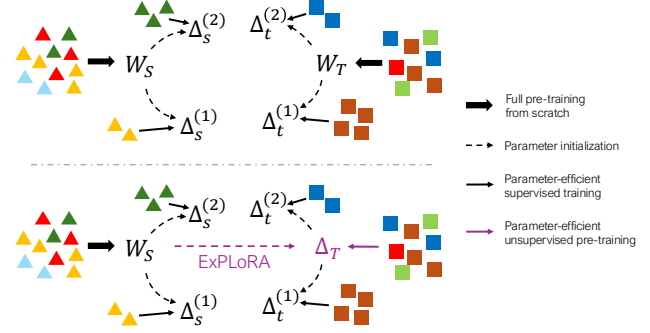 Δ_s^(2) Δ_t^(2)
W_S W_T
Δ_s^(1) Δ_t^(1)
Δ_s^(2) Δ_t^(2)
W_S Δ_T
ExPLoRA
Δ_s^(1) Δ_t^(1)
Full pre-training
from scratch
Parameter initialization
Parameter-efficient
supervised training
Parameter-efficient
unsupervised pre-training